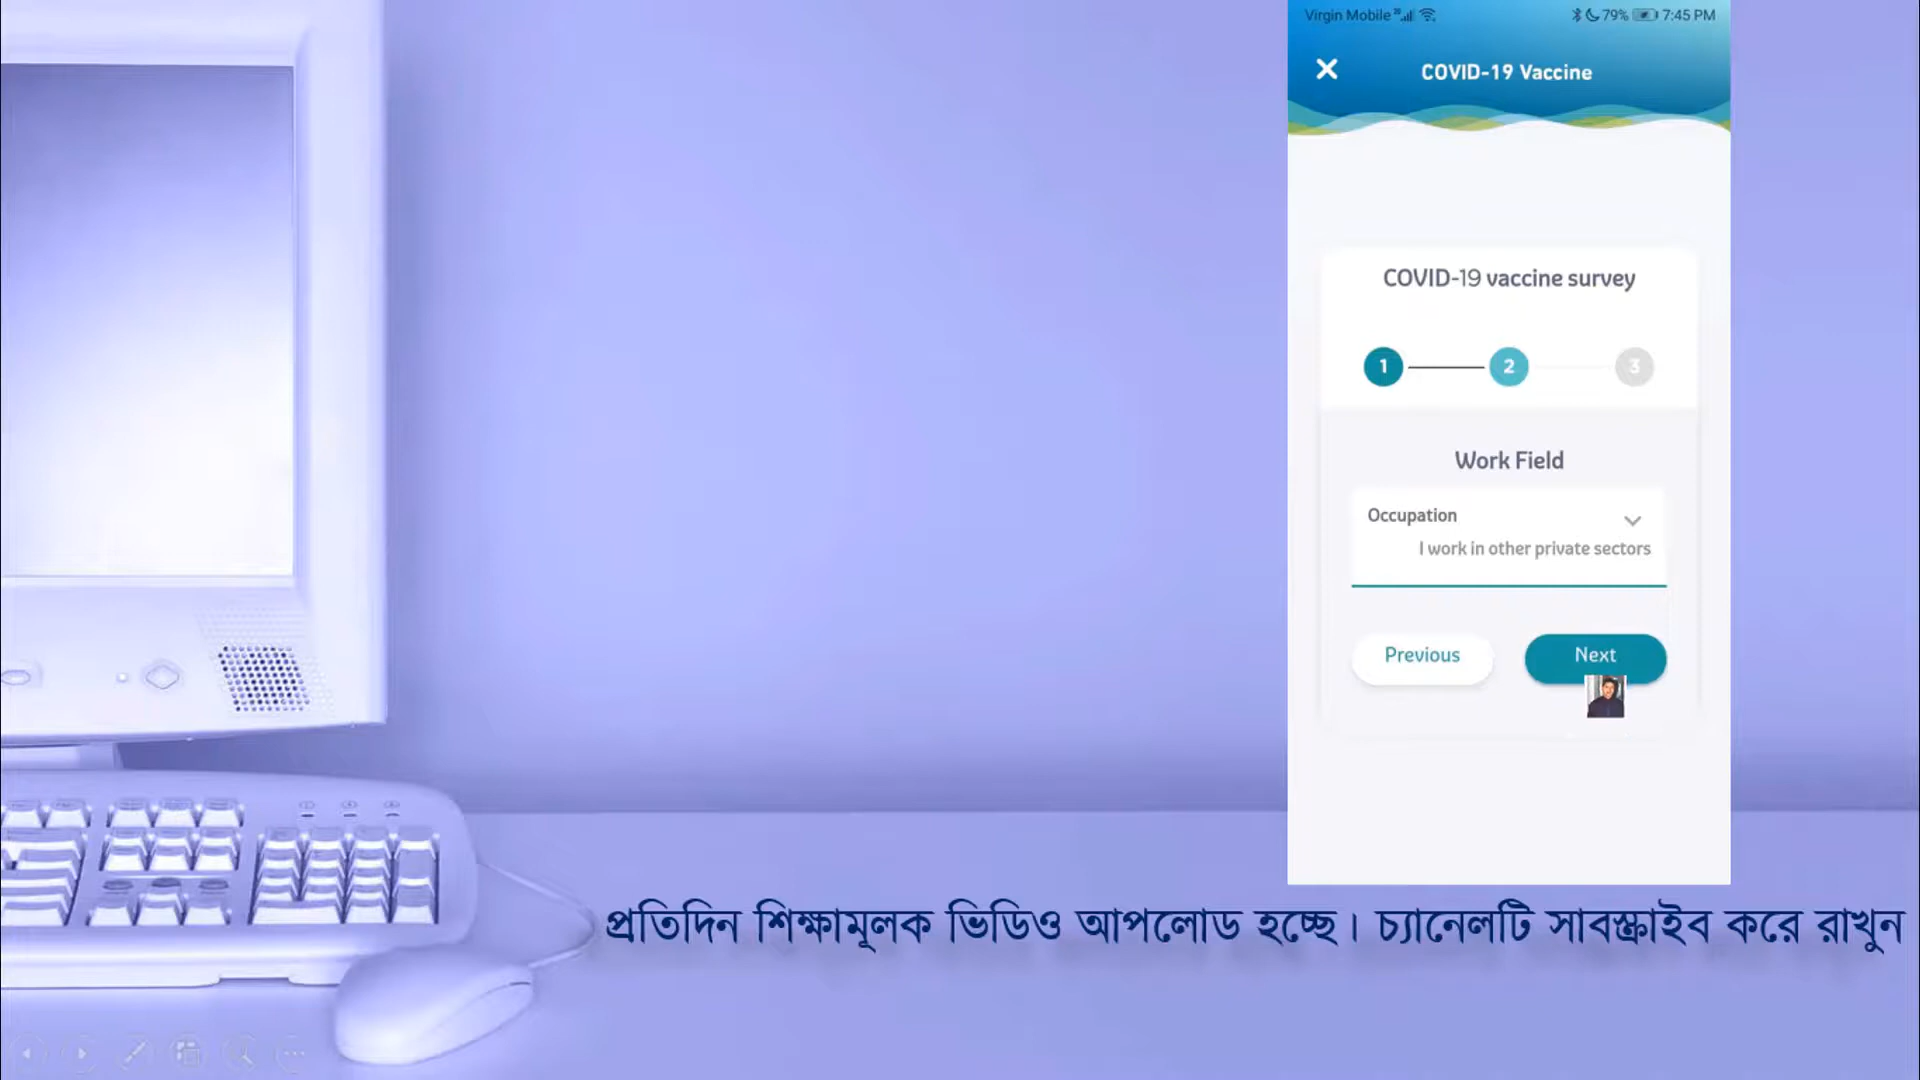 Virgin Mobile
79% 7:45 PM
COVID-19 Vaccine
COVID-19 vaccine survey
1
2
3
Work Field
Occupation
I work in other private sectors
Previous
Next
প্রতিদিন শিক্ষামূলক ভিডিও আপলোড হচ্ছে। চ্যানেলটি সাবস্ক্রাইব করে রাখুন